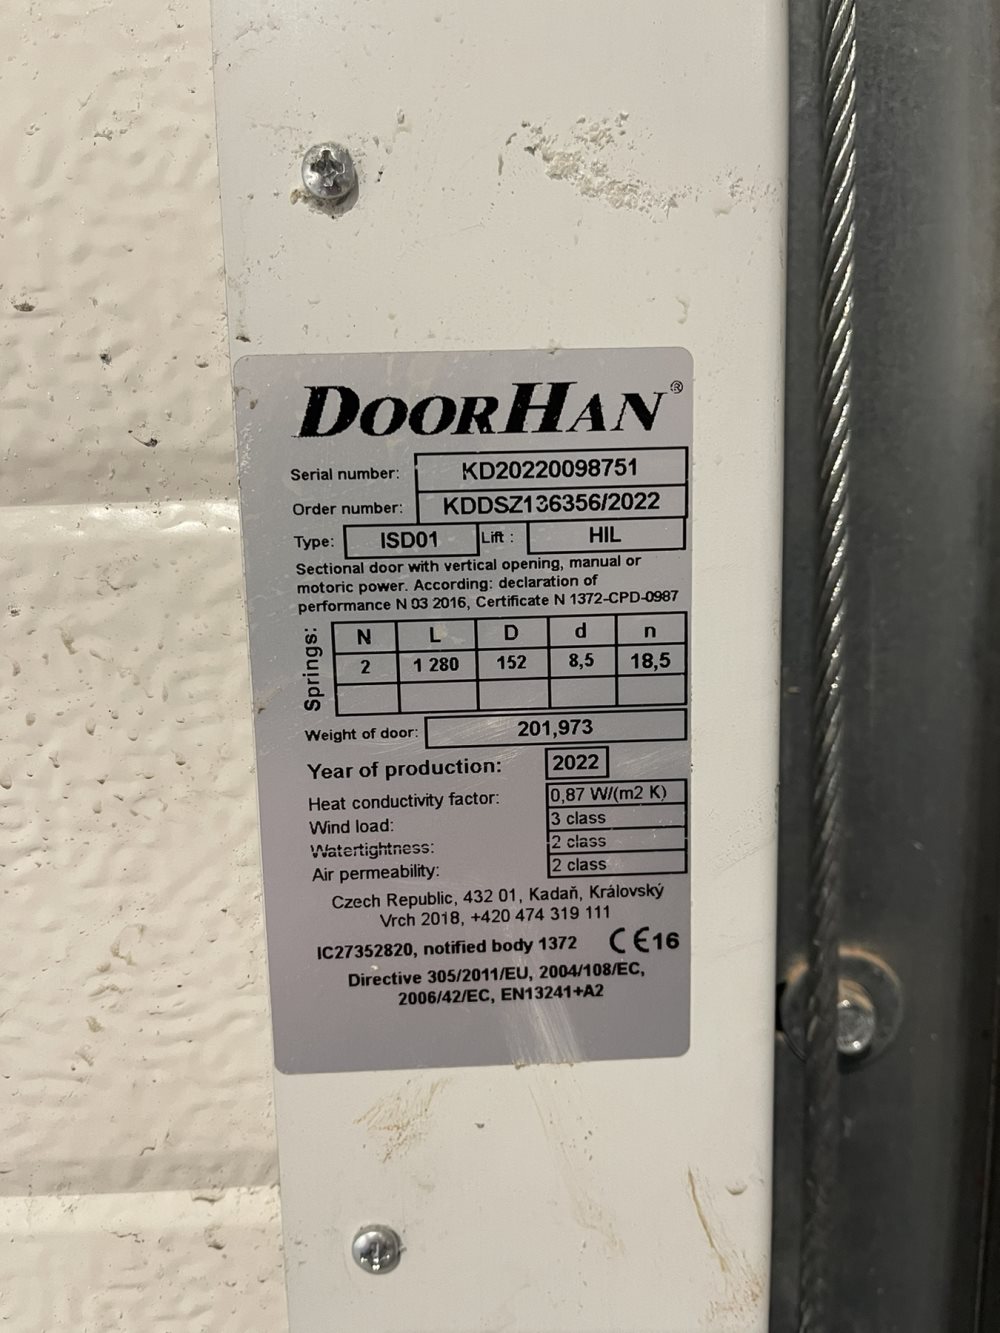 DOORHAN®
Serial number: KD20220098751
Order number: KDDSZ136356/2022
Type: ISD01 Lift : HIL
Sectional door with vertical opening, manual or
motoric power. According: declaration of
performance N 03 2016, Certificate N 1372-CPD-0987
Springs:
N L D d n
2 1 280 152 8,5 18,5
Weight of door: 201,973
Year of production: 2022
Heat conductivity factor: 0,87 W/(m2 K)
Wind load: 3 class
Watertightness: 2 class
Air permeability: 2 class
Czech Republic, 432 01, Kadaň, Královský
Vrch 2018, +420 474 319 111
IC27352820, notified body 1372 CE16
Directive 305/2011/EU, 2004/108/EC,
2006/42/EC, EN13241+A2